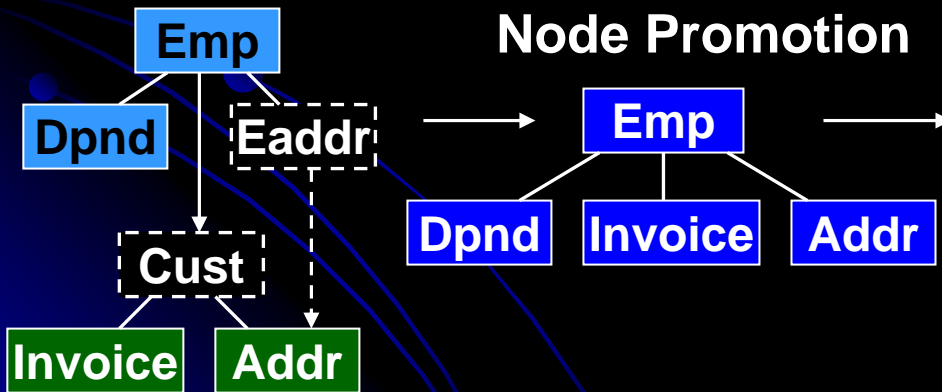 Node Promotion
Emp
Dpnd
Eaddr
Cust
Invoice
Addr
Emp
Dpnd
Invoice
Addr